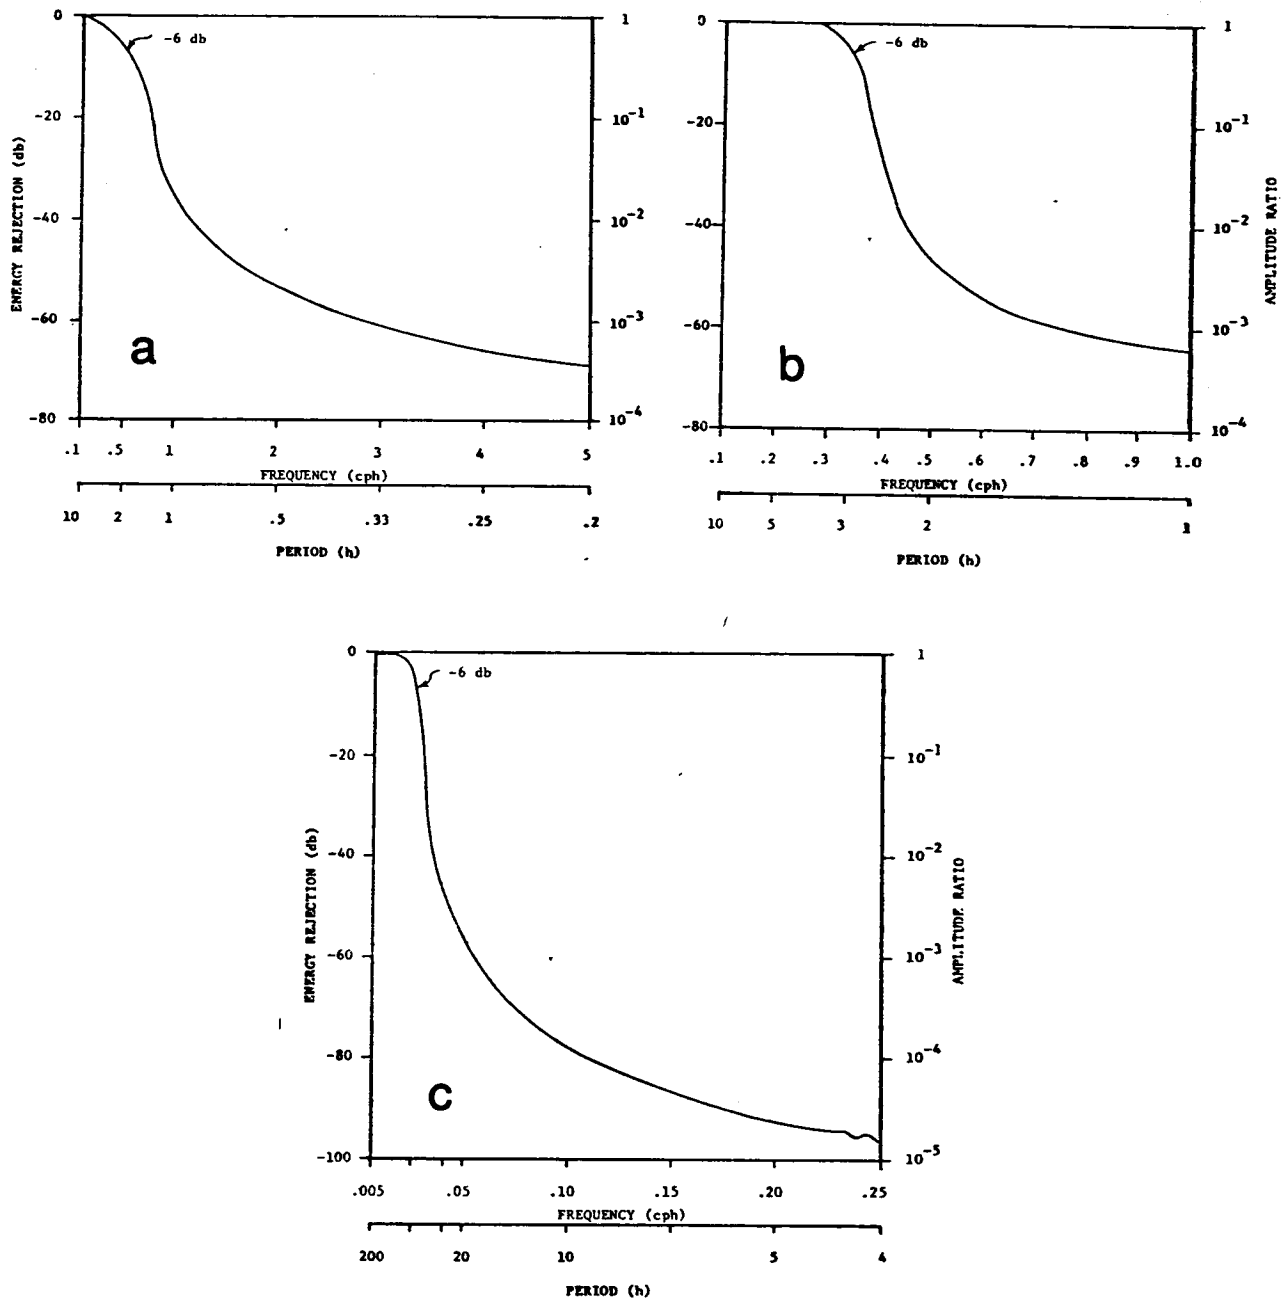 0
-20
-40
-60
-80
ENERGY REJECTION (db)
-6 db
1
10-1
10-2
10-3
10-4
a
.1 .5 1 2 3 4 5
FREQUENCY (cph)
10 2 1 .5 .33 .25 .2
PERIOD (h)
0
-20
-40
-60
-80
-6 db
1
10-1
10-2
10-3
10-4
AMPLITUDE RATIO
b
.1 .2 .3 .4 .5 .6 .7 .8 .9 1.0
FREQUENCY (cph)
10 5 3 2 1
PERIOD (h)
0
-20
-40
-60
-80
-100
ENERGY REJECTION (db)
-6 db
1
10-1
10-2
10-3
10-4
10-5
AMPLITUDE RATIO
c
.005 .05 .10 .15 .20 .25
FREQUENCY (cph)
200 20 10 5 4
PERIOD (h)